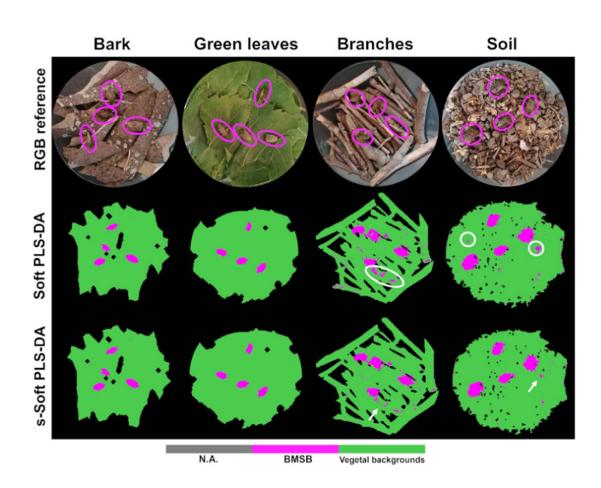 Bark Green leaves Branches Soil
RGB reference
Soft PLS-DA
s-Soft PLS-DA
N.A. BMSB Vegetal backgrounds